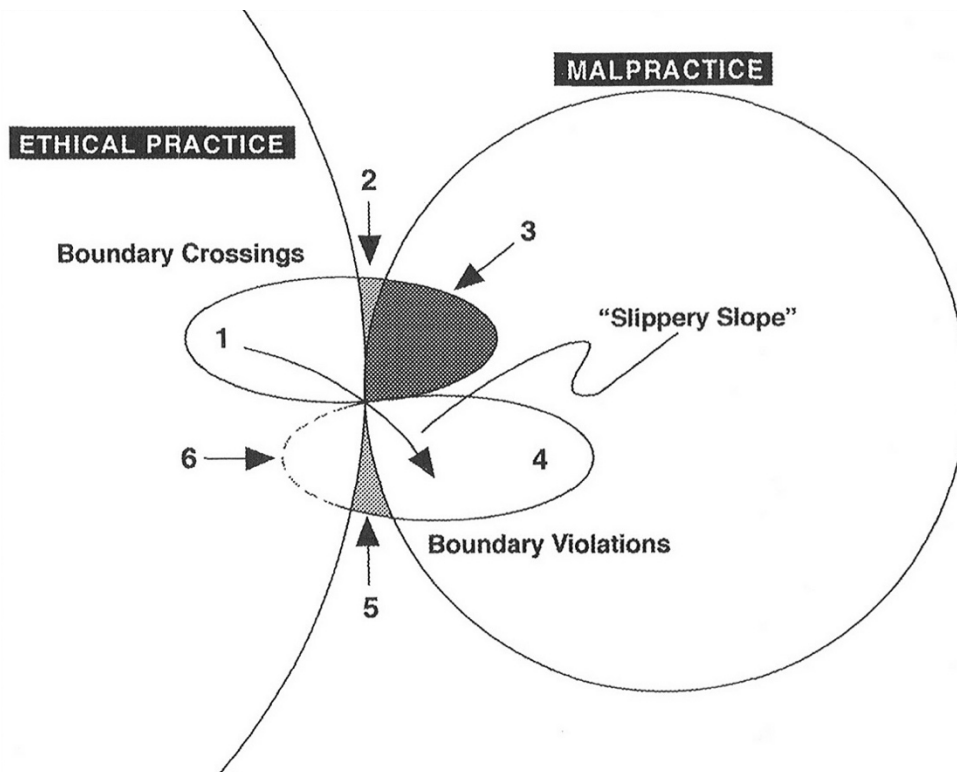 MALPRACTICE
ETHICAL PRACTICE
2
3
Boundary Crossings
"Slippery Slope"
1
6
4
Boundary Violations
5